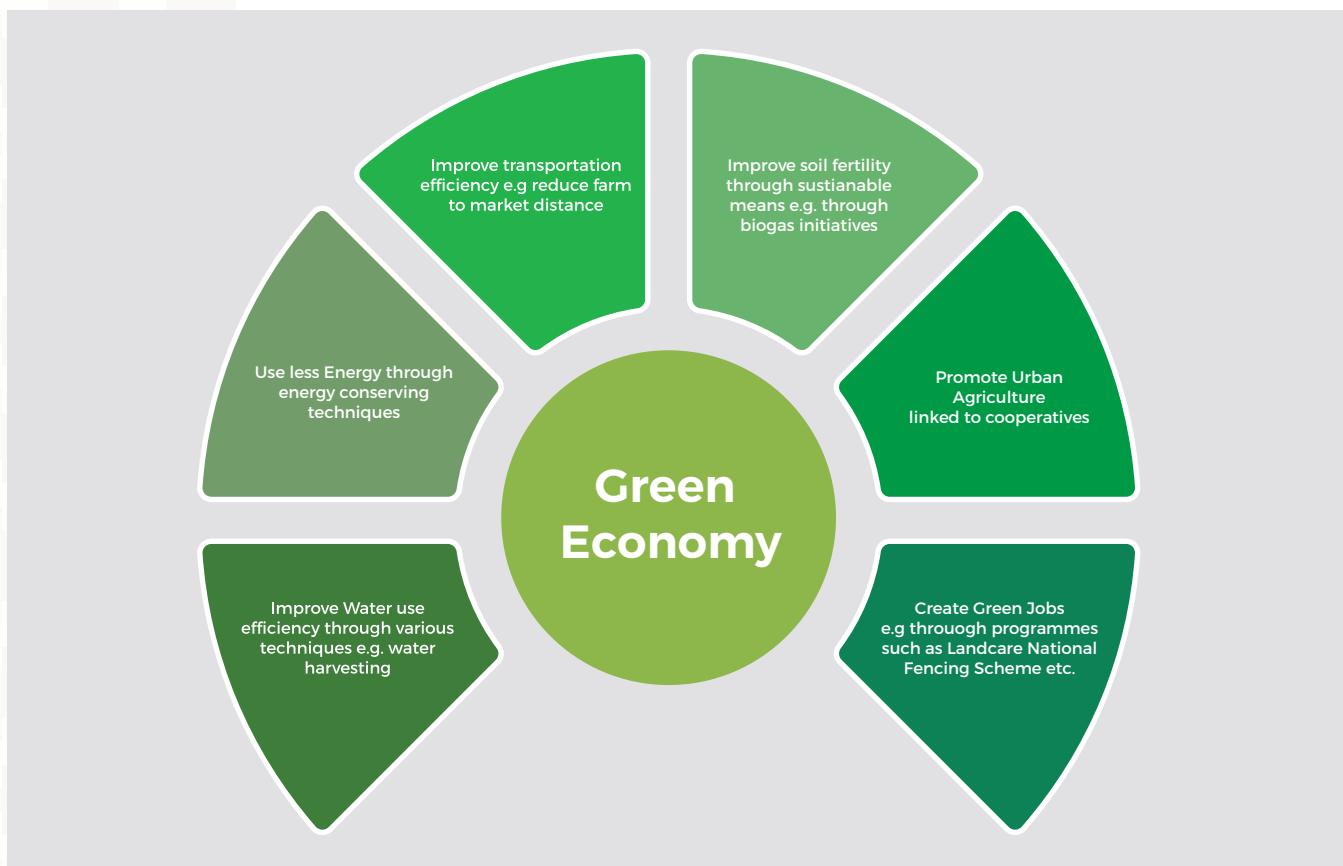 Improve transportation
efficiency e.g reduce farm
to market distance
Improve soil fertility
through sustianable
means e.g. through
biogas initiatives
Use less Energy through
energy conserving
techniques
Promote Urban
Agriculture
linked to cooperatives
Green
Economy
Improve Water use
efficiency through various
techniques e.g. water
harvesting
Create Green Jobs
e.g thruough programmes
such as Landcare National
Fencing Scheme etc.